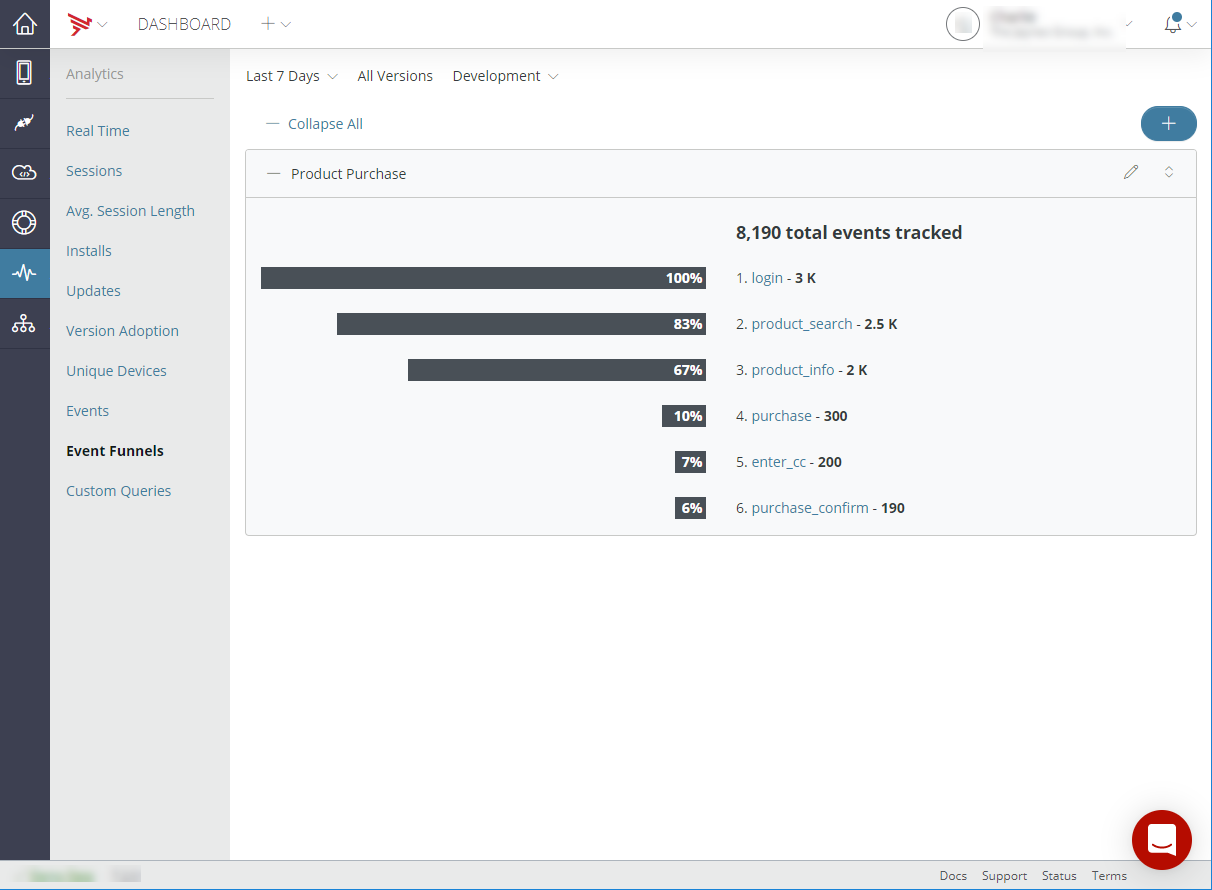 DASHBOARD
Analytics
Real Time
Sessions
Avg. Session Length
Installs
Updates
Version Adoption
Unique Devices
Events
Event Funnels
Custom Queries
Last 7 Days All Versions Development
Collapse All
Product Purchase
8,190 total events tracked
100% 1. login - 3 K
83% 2. product_search - 2.5 K
67% 3. product_info - 2 K
10% 4. purchase - 300
7% 5. enter_cc - 200
6% 6. purchase_confirm - 190
Docs Support Status Terms